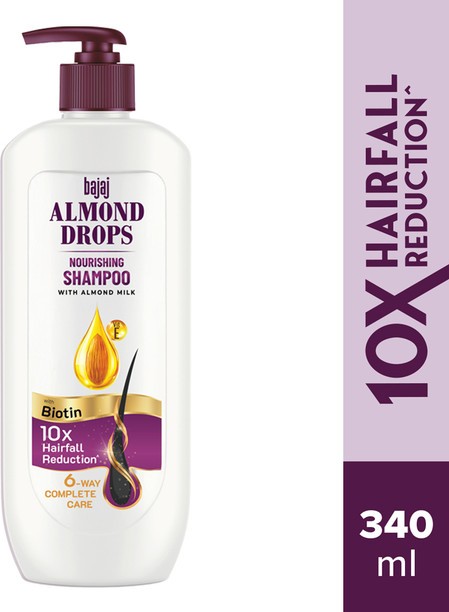 bajaj
ALMOND
DROPS
NOURISHING
SHAMPOO
WITH ALMOND MILK
E
with
Biotin
10x
Hairfall
Reduction*
6-WAY
COMPLETE
CARE
10X HAIRFALL
REDUCTION^
340
ml